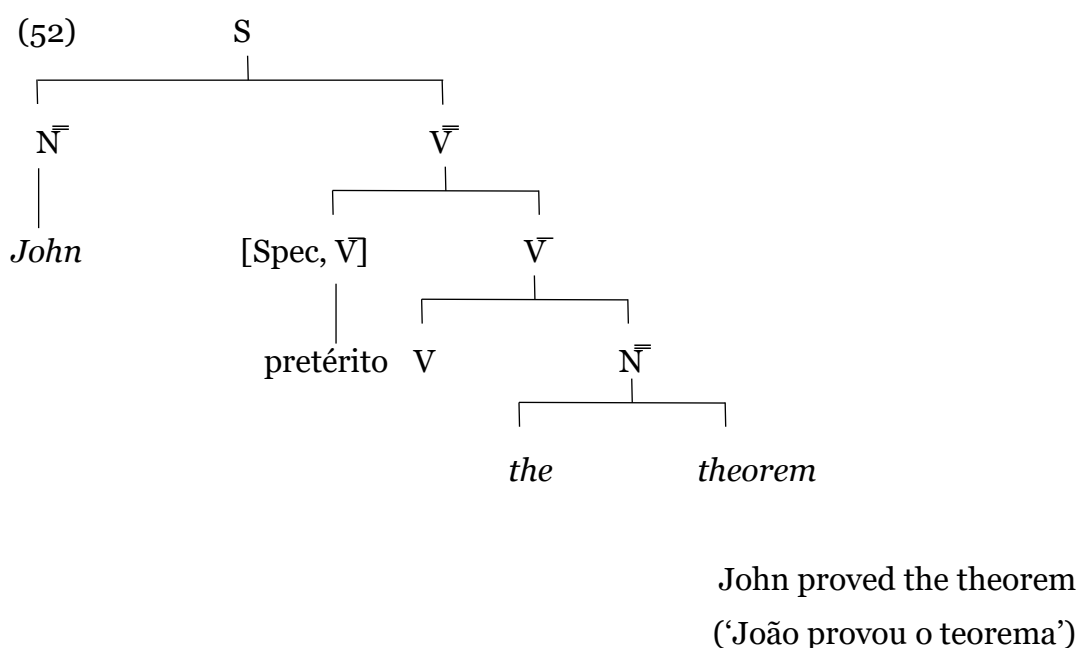 (52) S
N̿ V̿
John [Spec, V̅] V̅
pretérito V N̿
the theorem
John proved the theorem
(‘João provou o teorema’)